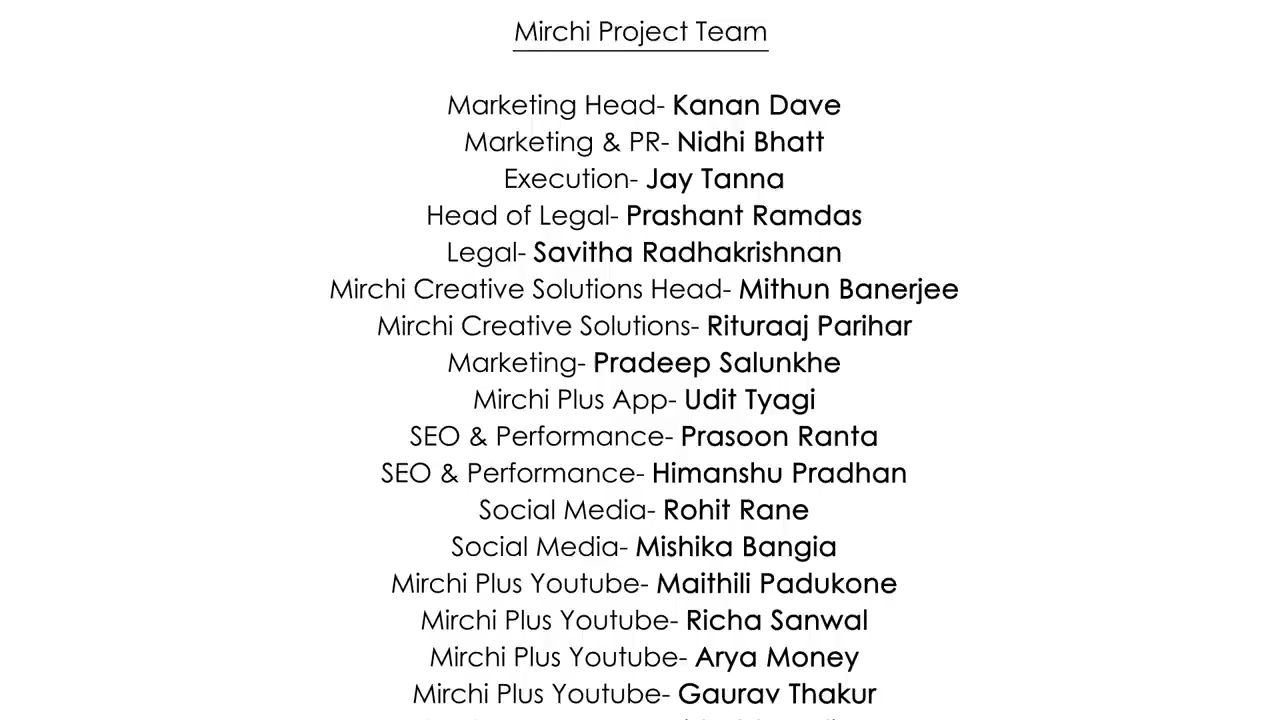 Mirchi Project Team
Marketing Head- Kanan Dave
Marketing & PR- Nidhi Bhatt
Execution- Jay Tanna
Head of Legal- Prashant Ramdas
Legal- Savitha Radhakrishnan
Mirchi Creative Solutions Head- Mithun Banerjee
Mirchi Creative Solutions- Rituraaj Parihar
Marketing- Pradeep Salunkhe
Mirchi Plus App- Udit Tyagi
SEO & Performance- Prasoon Ranta
SEO & Performance- Himanshu Pradhan
Social Media- Rohit Rane
Social Media- Mishika Bangia
Mirchi Plus Youtube- Maithili Padukone
Mirchi Plus Youtube- Richa Sanwal
Mirchi Plus Youtube- Arya Money
Mirchi Plus Youtube- Gaurav Thakur